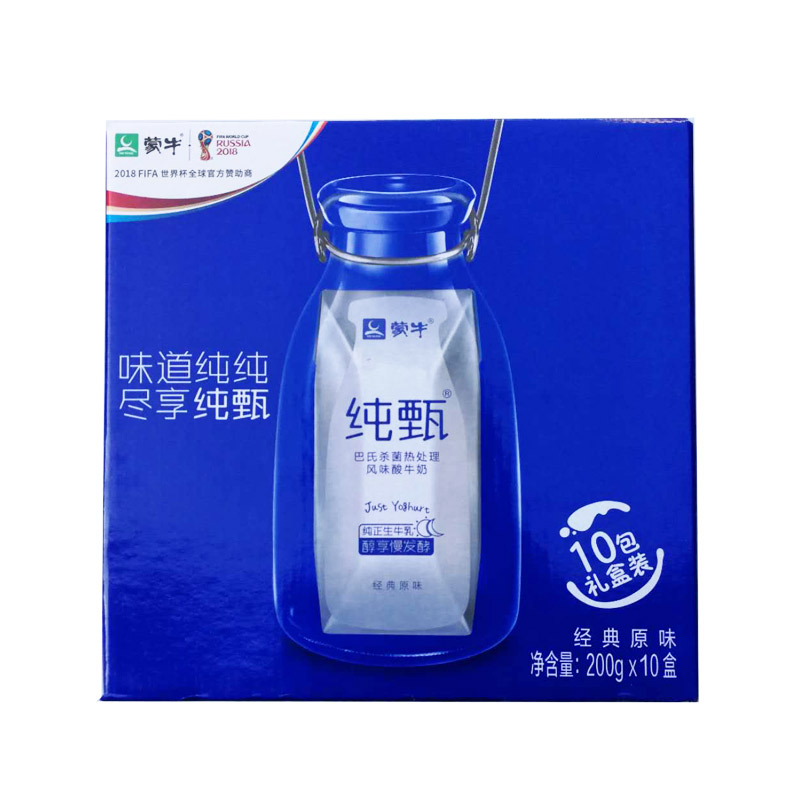 蒙牛®
FIFA WORLD CUP
RUSSIA
2018
2018 FIFA 世界杯全球官方赞助商
味道纯纯
尽享纯甄
蒙牛®
纯甄®
巴氏杀菌热处理
风味酸牛奶
Just Yoghurt
纯正生牛乳
醇享慢发酵
经典原味
10包
礼盒装
经典原味
净含量：200g x 10盒